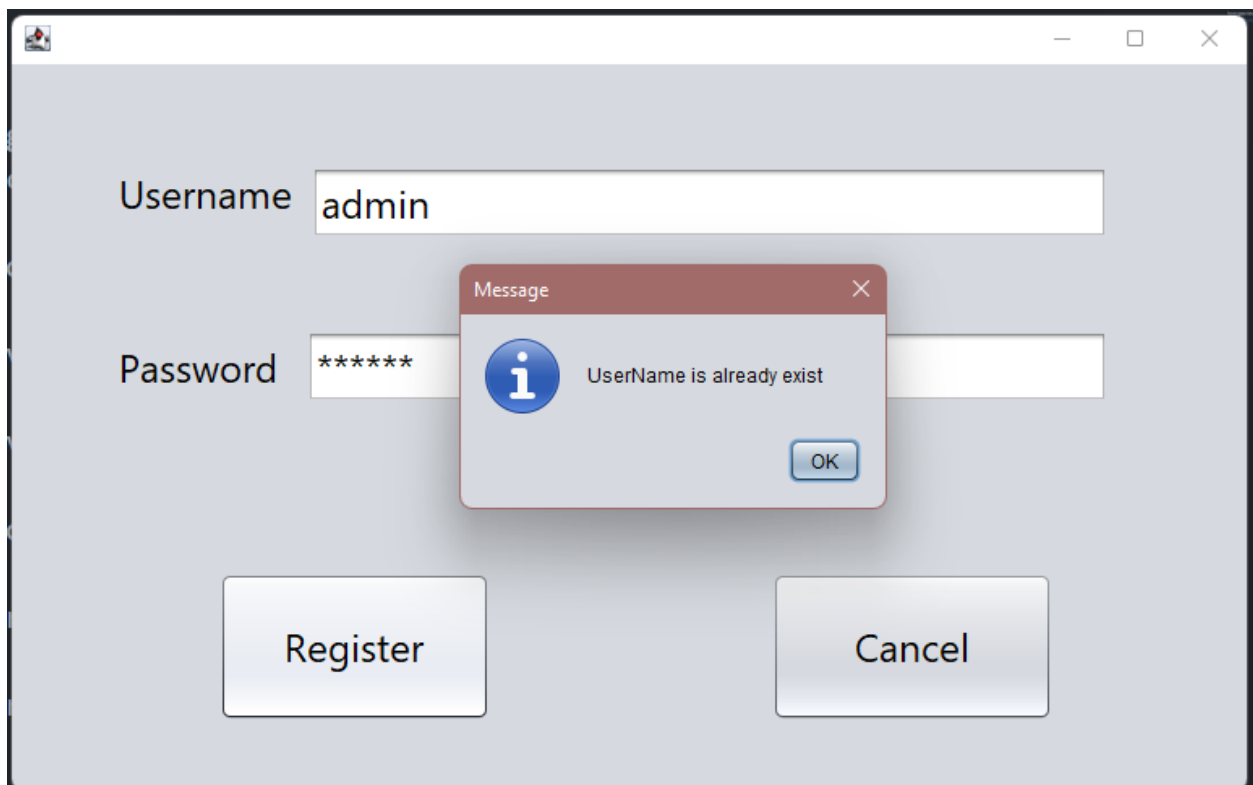 Username
admin
Message
UserName is already exist
OK
Password
******
Register
Cancel